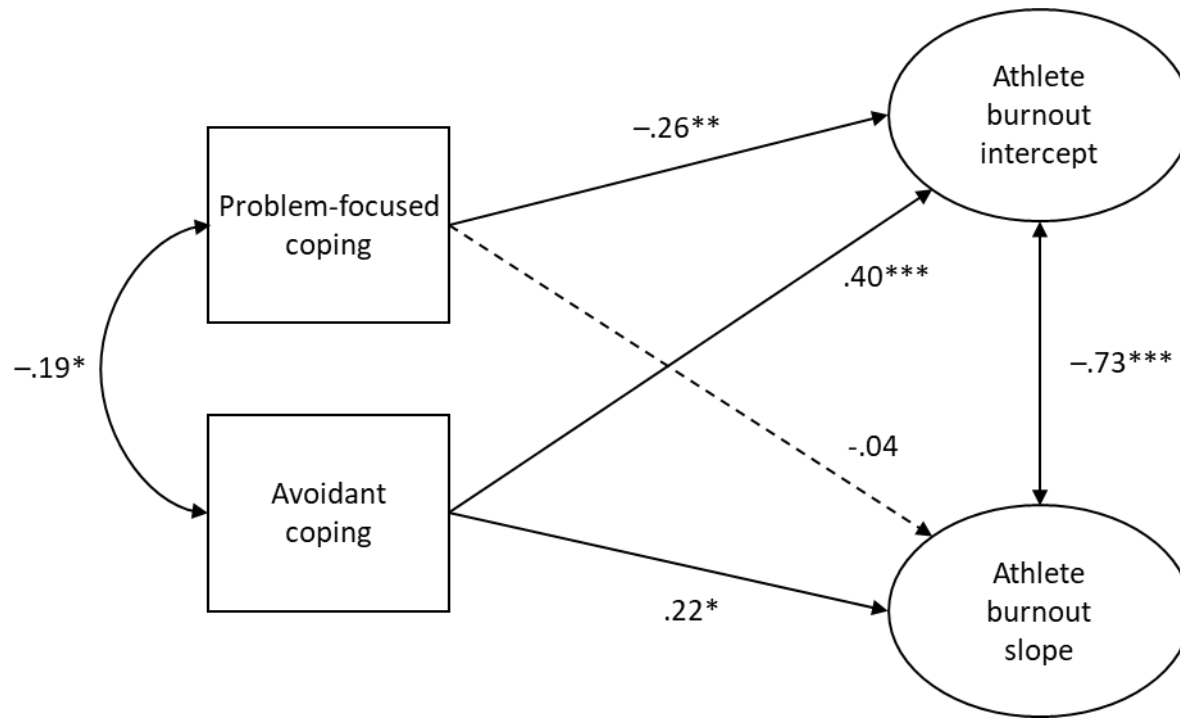 Athlete
burnout
intercept
–.26**
Problem-focused
coping
.40***
–.19*
–.73***
-.04
Avoidant
coping
Athlete
burnout
slope
.22*